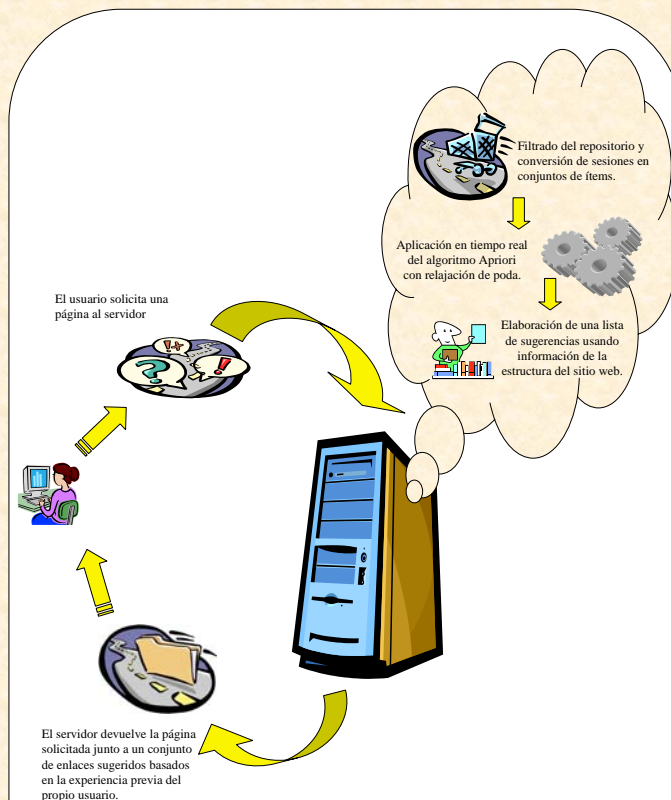 Filtrado del repositorio y
conversión de sesiones en
conjuntos de ítems.
Aplicación en tiempo real
del algoritmo Apriori
con relajación de poda.
Elaboración de una lista
de sugerencias usando
información de la
estructura del sitio web.
El usuario solicita una
página al servidor
El servidor devuelve la página
solicitada junto a un conjunto
de enlaces sugeridos basados
en la experiencia previa del
propio usuario.